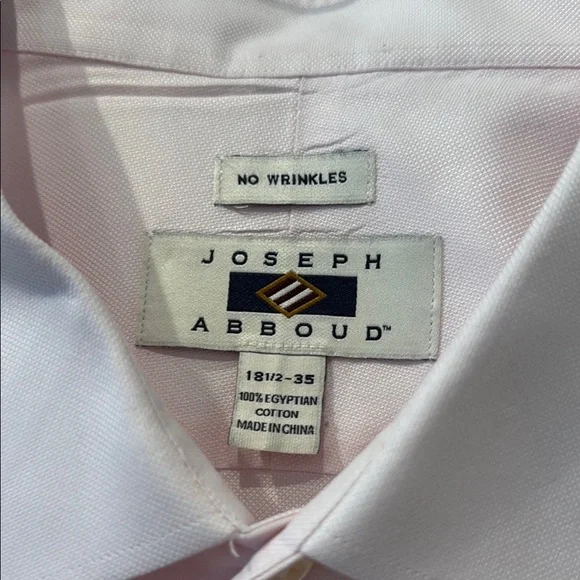 NO WRINKLES
JOSEPH
ABBOUD™
18 1/2-35
100% EGYPTIAN
COTTON
MADE IN CHINA